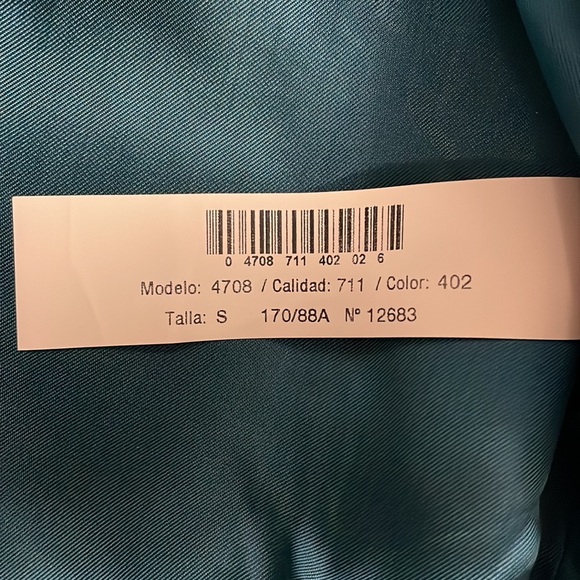 0 4708 711 402 02 6
Modelo: 4708 / Calidad: 711 / Color: 402
Talla: S 170/88A Nº 12683